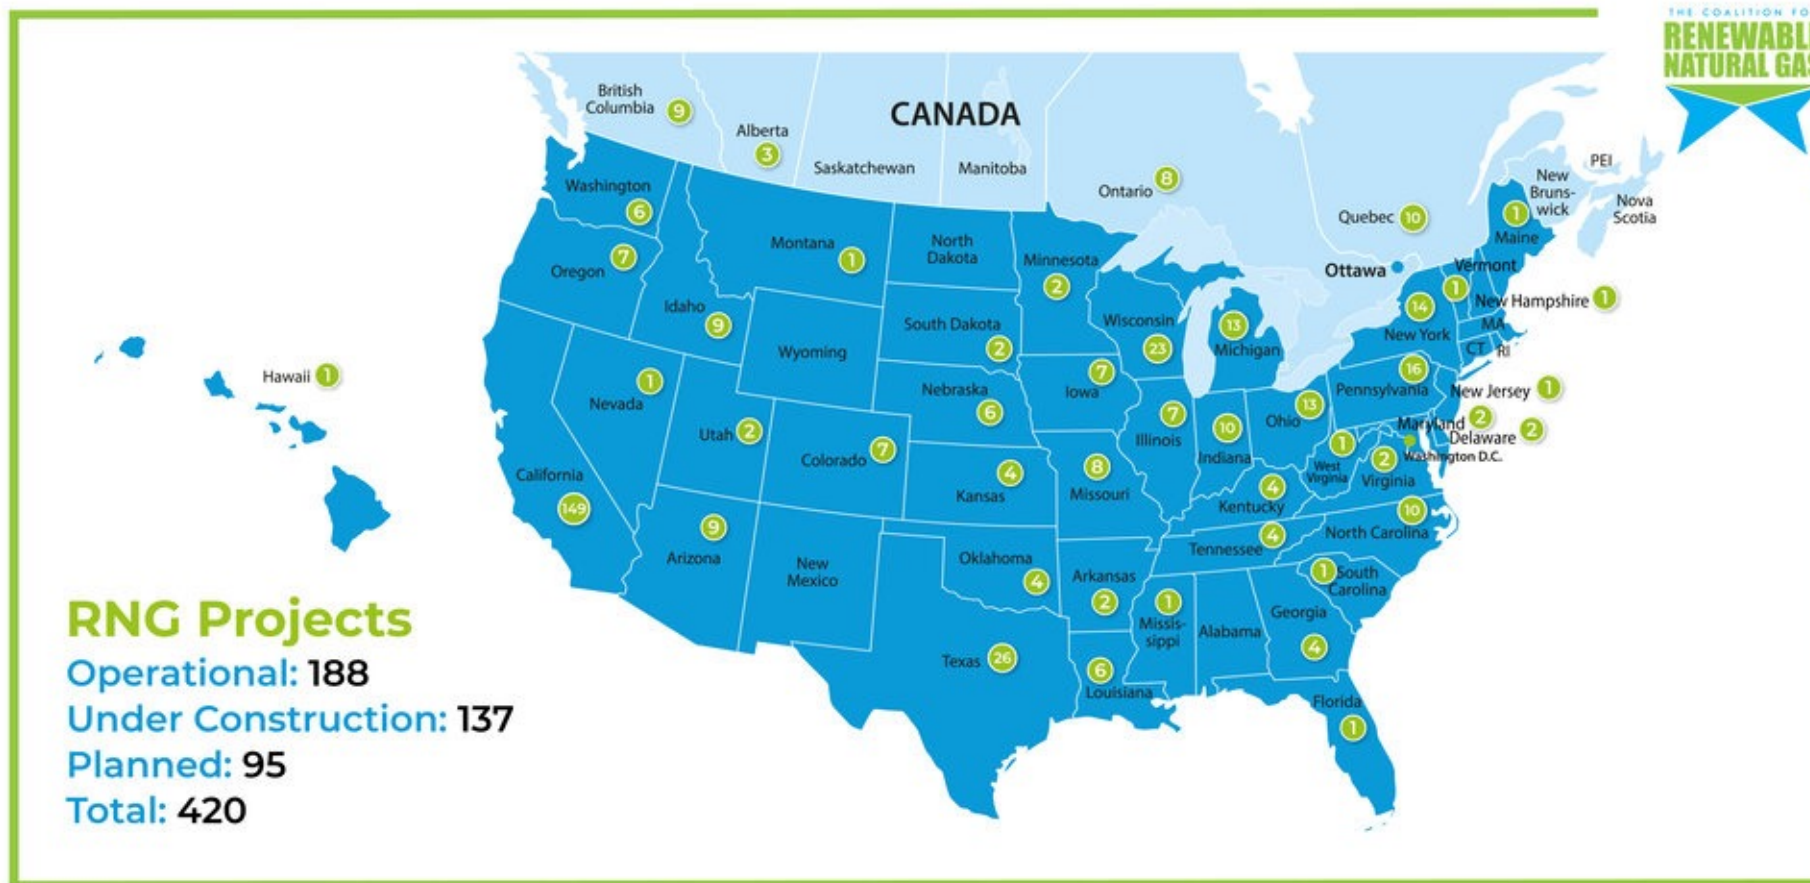 THE COALITION FO
RENEWABLE
NATURAL GAS
CANADA
British
Columbia
9
Alberta
3
Saskatchewan
Manitoba
Ontario
8
Quebec
10
Ottawa
PEI
New
Bruns-
wick
Nova
Scotia
Washington
6
Oregon
7
Montana
1
Idaho
9
North
Dakota
Minnesota
2
South Dakota
2
Wisconsin
23
13
Michigan
1
Maine
Vermont
1
New Hampshire
1
14
New York
MA
CT
RI
Wyoming
Hawaii
1
Nevada
1
Utah
2
Colorado
7
Nebraska
6
Iowa
7
7
Illinois
10
Indiana
Ohio
13
16
Pennsylvania
New Jersey
1
Maryland
2
Delaware
2
Washington D.C.
1
West
Virginia
2
Virginia
California
149
Kansas
4
8
Missouri
4
Kentucky
Tennessee
4
10
North Carolina
9
Arizona
New
Mexico
Oklahoma
4
Arkansas
2
1
Missis-
sippi
Alabama
Georgia
4
1
South
Carolina
Texas
26
6
Louisiana
Florida
1
RNG Projects
Operational: 188
Under Construction: 137
Planned: 95
Total: 420